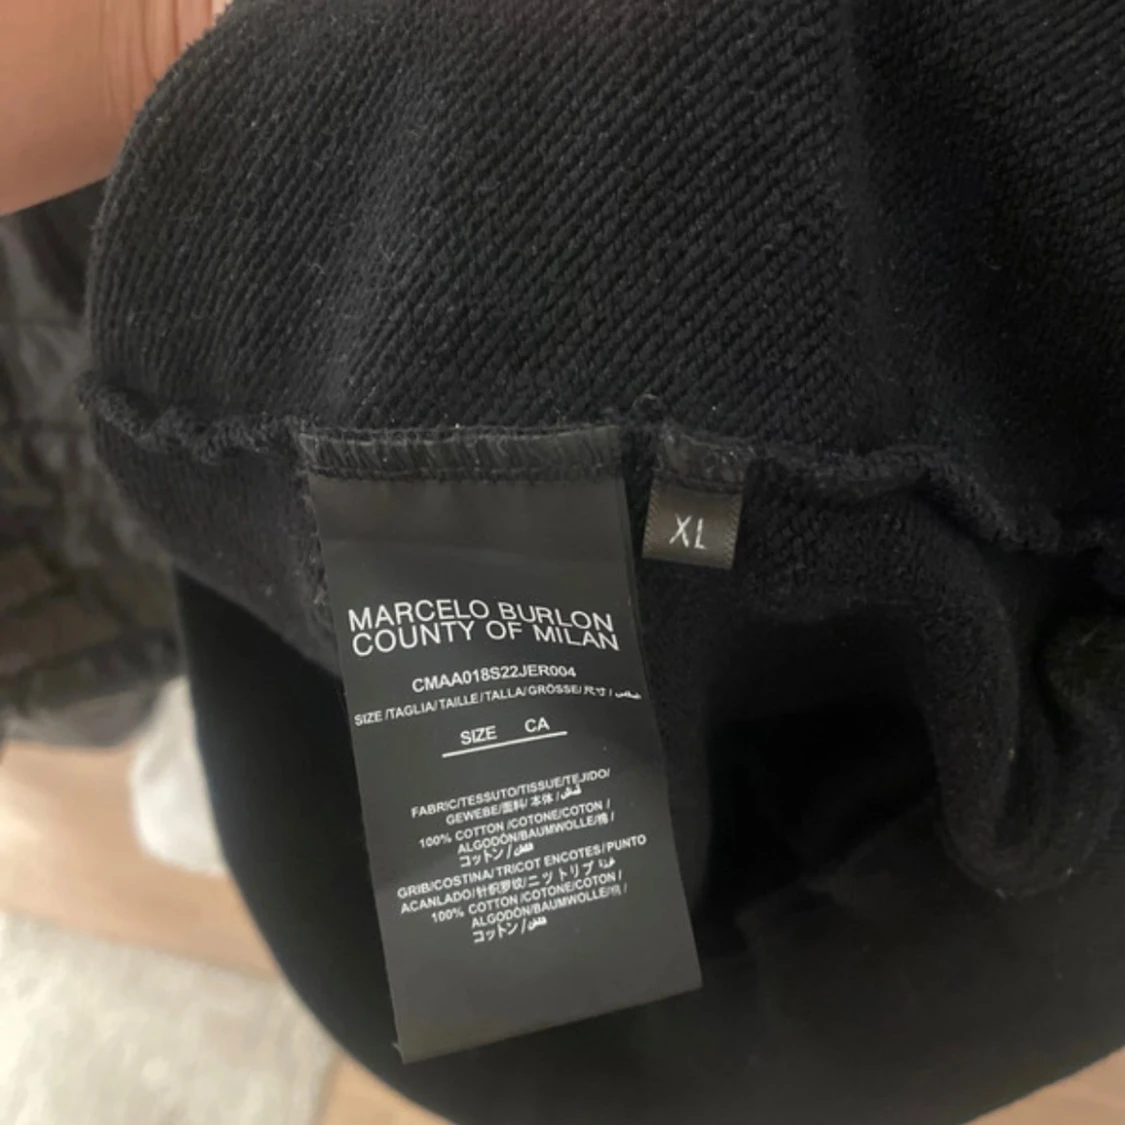 XL
MARCELO BURLON
COUNTY OF MILAN
CMAA018S22JER004
SIZE/TAGLIA/TAILLE/TALLA/GRÖSSE/尺寸/
SIZE CA
FABRIC/TESSUTO/TISSUE/TEJIDO/
GEWEBE/面料/本体/قماش
100% COTTON/COTONE/COTON/
ALGODÓN/BAUMWOLLE/棉/
コットン/قطن
GRIB/COSTINA/TRICOT ENCOTES/PUNTO
ACANLADO/针织罗纹/ニットリブ
100% COTTON/COTONE/COTON/
ALGODÓN/BAUMWOLLE/棉/
コットン/قطن